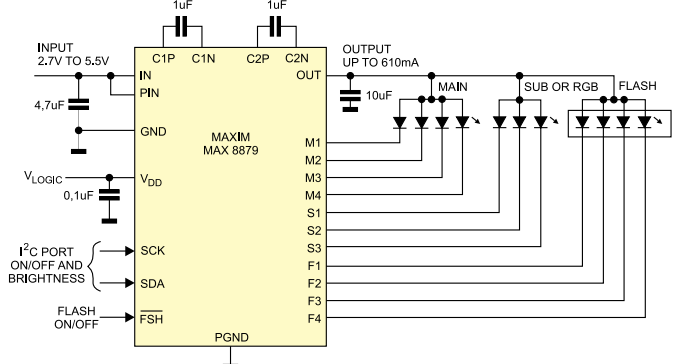 1uF
1uF
INPUT
2.7V TO 5.5V
C1P
C1N
C2P
C2N
OUTPUT
UP TO 610mA
IN
OUT
PIN
MAIN
SUB OR RGB
FLASH
4,7uF
10uF
GND
MAXIM
MAX 8879
M1
M2
M3
M4
VLOGIC
VDD
0,1uF
S1
S2
S3
I2C PORT
ON/OFF AND
BRIGHTNESS
SCK
SDA
F1
F2
F3
F4
FLASH
ON/OFF
FSH
PGND